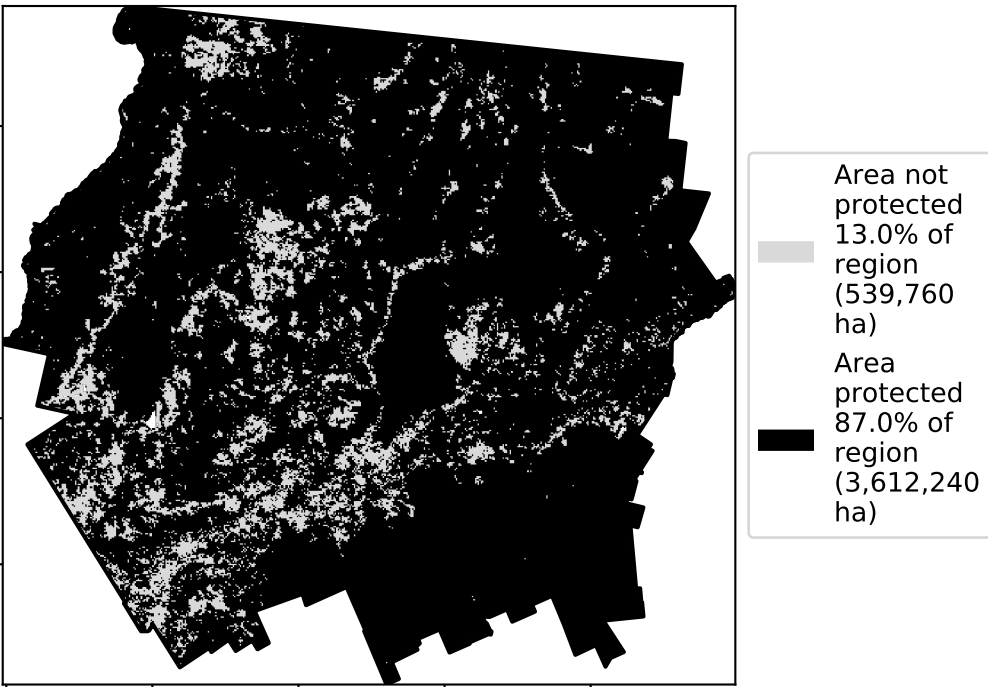 Area not
protected
13.0% of
region
(539,760
ha)
Area
protected
87.0% of
region
(3,612,240
ha)